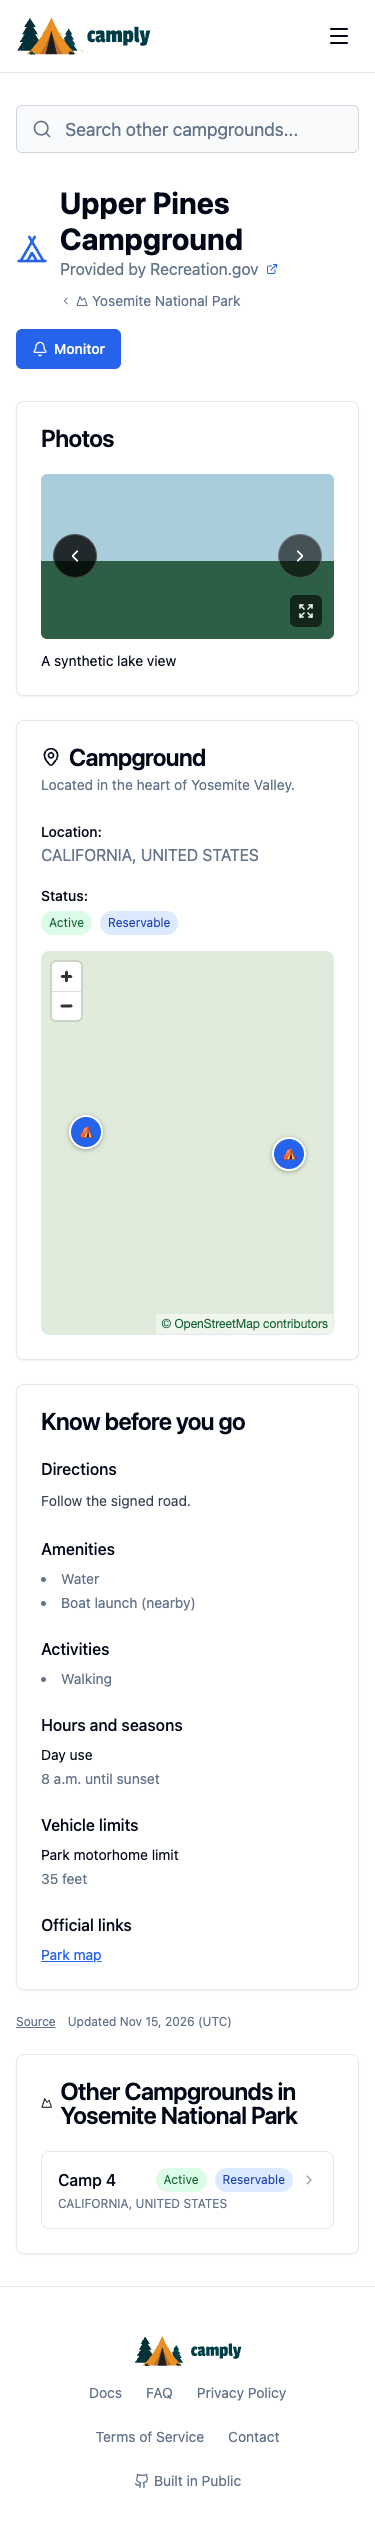 camply
Search other campgrounds...
Upper Pines
Campground
Provided by Recreation.gov
Yosemite National Park
Monitor
Photos
A synthetic lake view
Campground
Located in the heart of Yosemite Valley.
Location:
CALIFORNIA, UNITED STATES
Status:
Active Reservable
+
−
© OpenStreetMap contributors
Know before you go
Directions
Follow the signed road.
Amenities
• Water
• Boat launch (nearby)
Activities
• Walking
Hours and seasons
Day use
8 a.m. until sunset
Vehicle limits
Park motorhome limit
35 feet
Official links
Park map
Source Updated Nov 15, 2026 (UTC)
Other Campgrounds in
Yosemite National Park
Camp 4 Active Reservable
CALIFORNIA, UNITED STATES
camply
Docs FAQ Privacy Policy
Terms of Service Contact
Built in Public